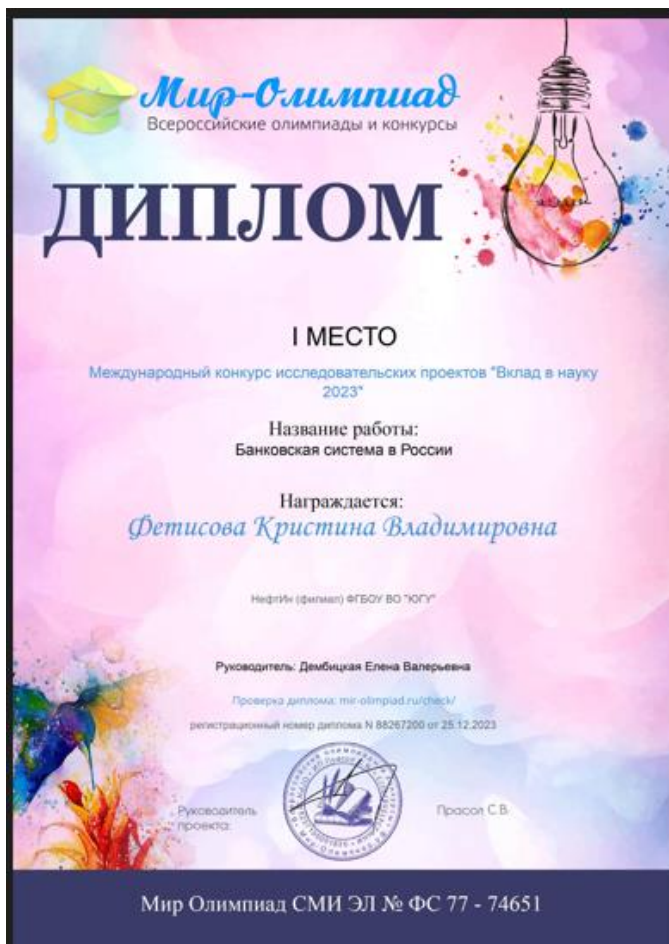 Мир-Олимпиад
Всероссийские олимпиады и конкурсы
ДИПЛОМ
I МЕСТО
Международный конкурс исследовательских проектов "Вклад в науку
2023"
Название работы:
Банковская система в России
Награждается:
Фетисова Кристина Владимировна
НефтИн (филиал) ФГБОУ ВО "ЮГУ"
Руководитель: Дембицкая Елена Валерьевна
Проверка диплома: mir-olimpiad.ru/check/
регистрационный номер диплома N 88267200 от 25.12.2023
Руководитель
проекта:
Прасол С.В.
Мир Олимпиад СМИ ЭЛ № ФС 77 - 74651